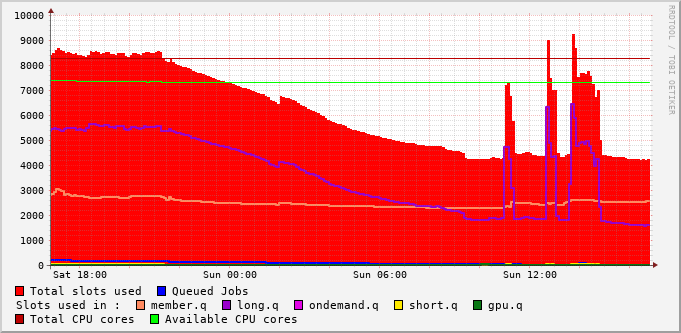 10000
9000
8000
7000
6000
5000
4000
3000
2000
1000
0
Sat 18:00 Sun 00:00 Sun 06:00 Sun 12:00
RRDTOOL / TOBI OETIKER
Total slots used Queued Jobs
Slots used in : member.q long.q ondemand.q short.q gpu.q
Total CPU cores Available CPU cores